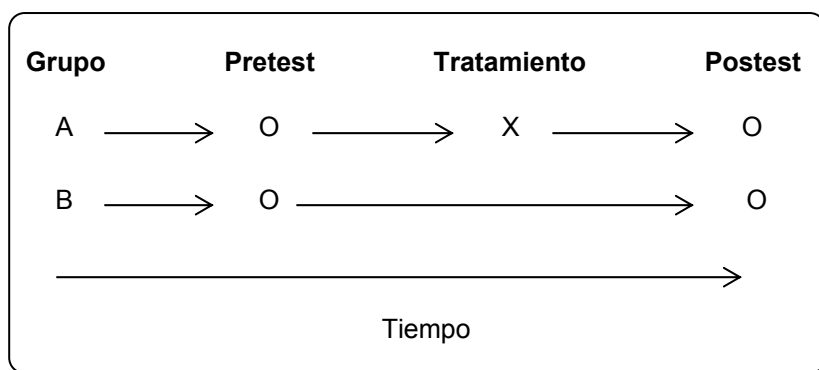 Grupo Pretest Tratamiento Postest
A O X O
B O O
Tiempo